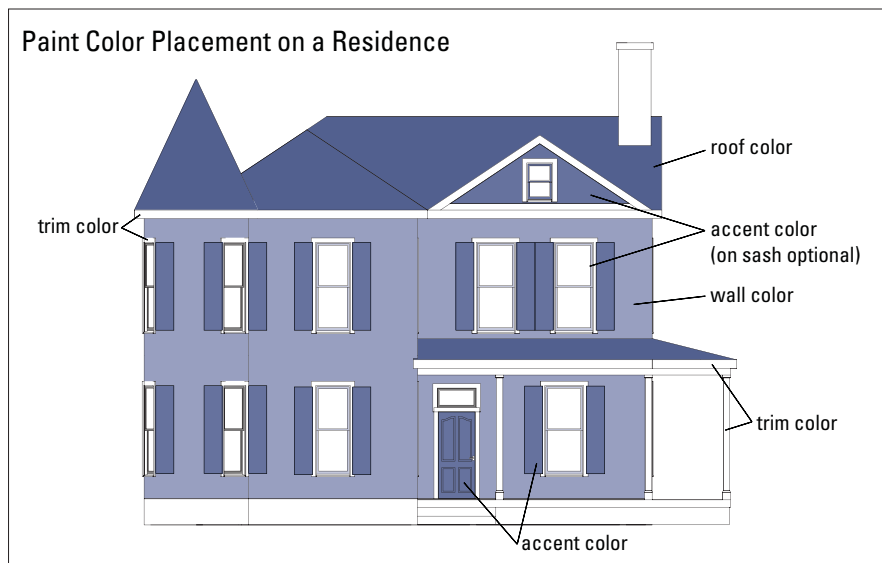 Paint Color Placement on a Residence
roof color
trim color
accent color
(on sash optional)
wall color
trim color
accent color